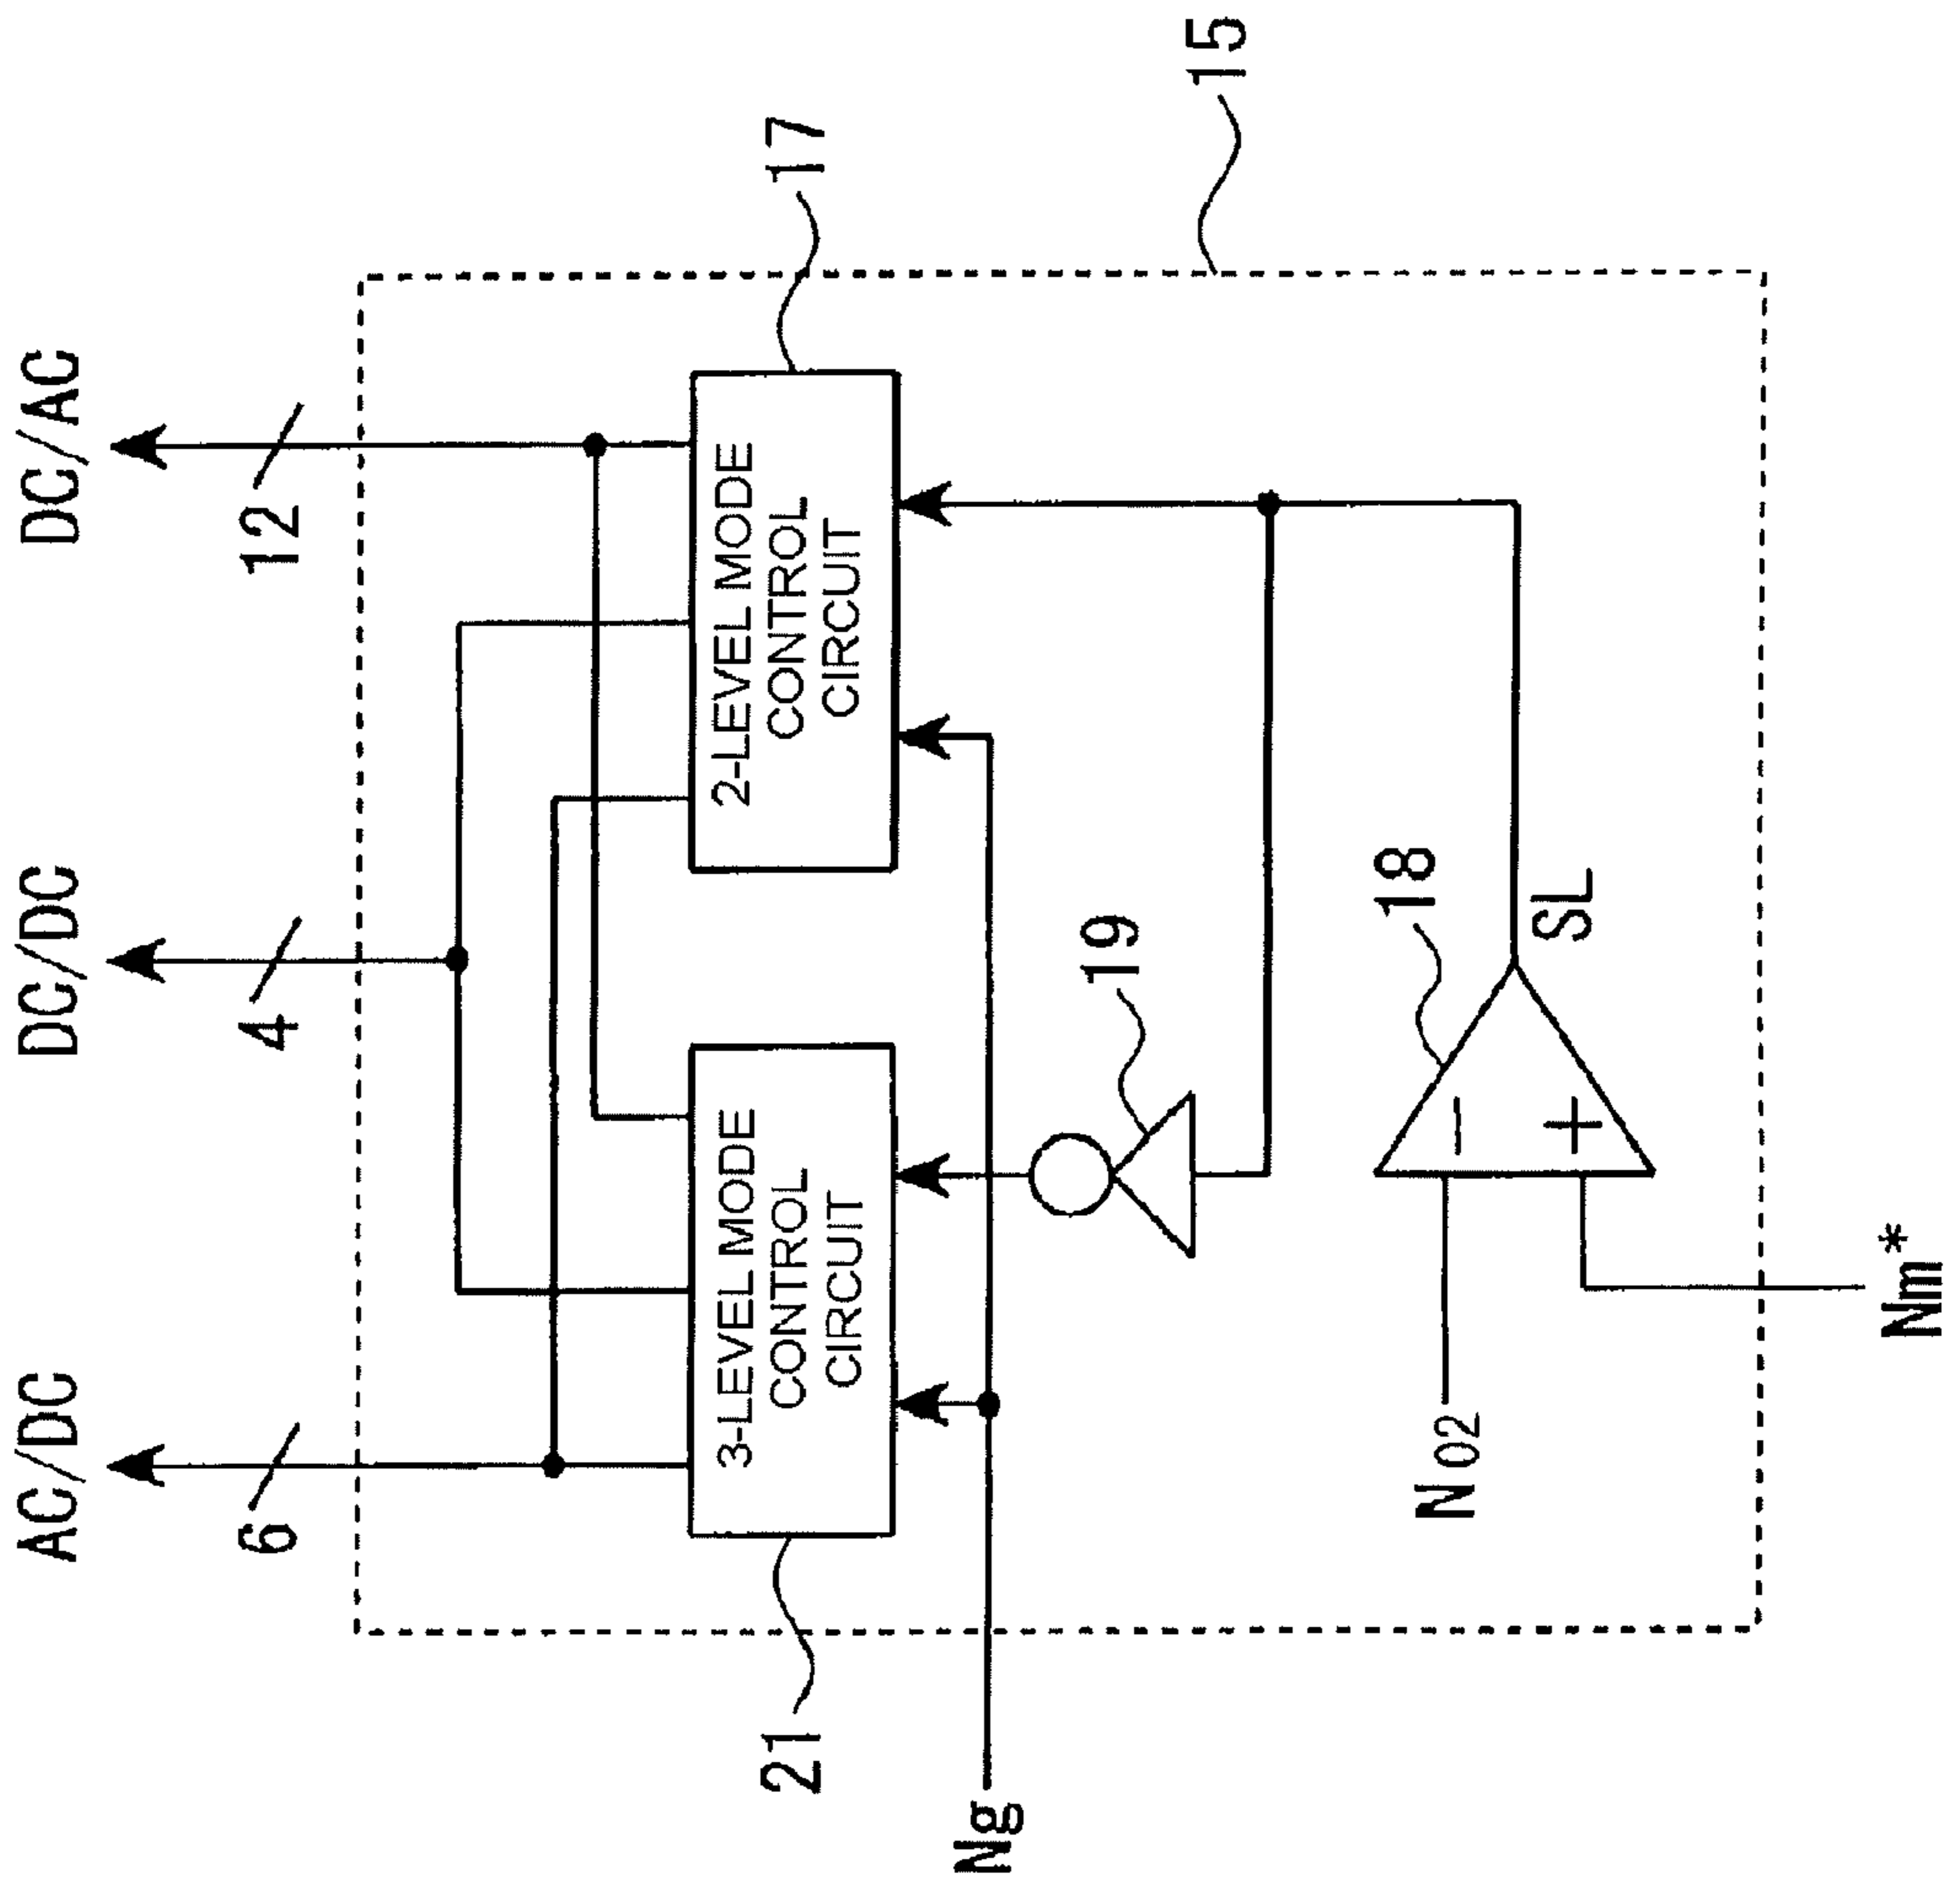 AC/DC
DC/DC
DC/AC
6
4
12
21
3-LEVEL MODE
CONTROL
CIRCUIT
2-LEVEL MODE
CONTROL
CIRCUIT
17
Ng
19
15
18
NO2
−
+
SL
Nm*